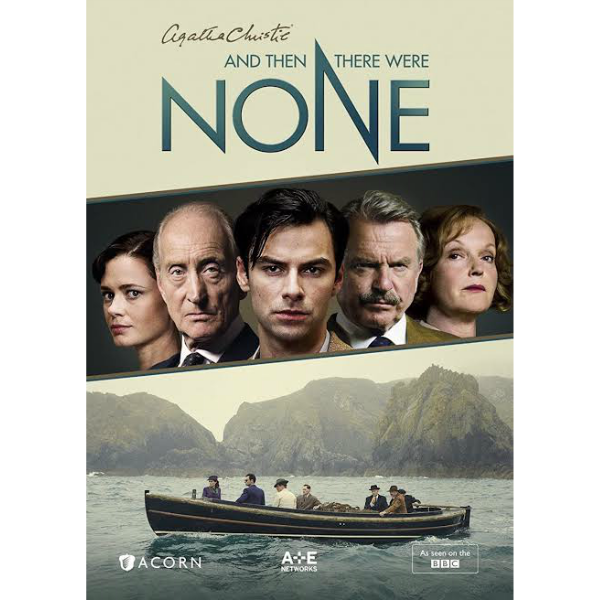 Agatha Christie
AND THEN THERE WERE
NONE
ACORN
A+E
NETWORKS
As seen on the
BBC